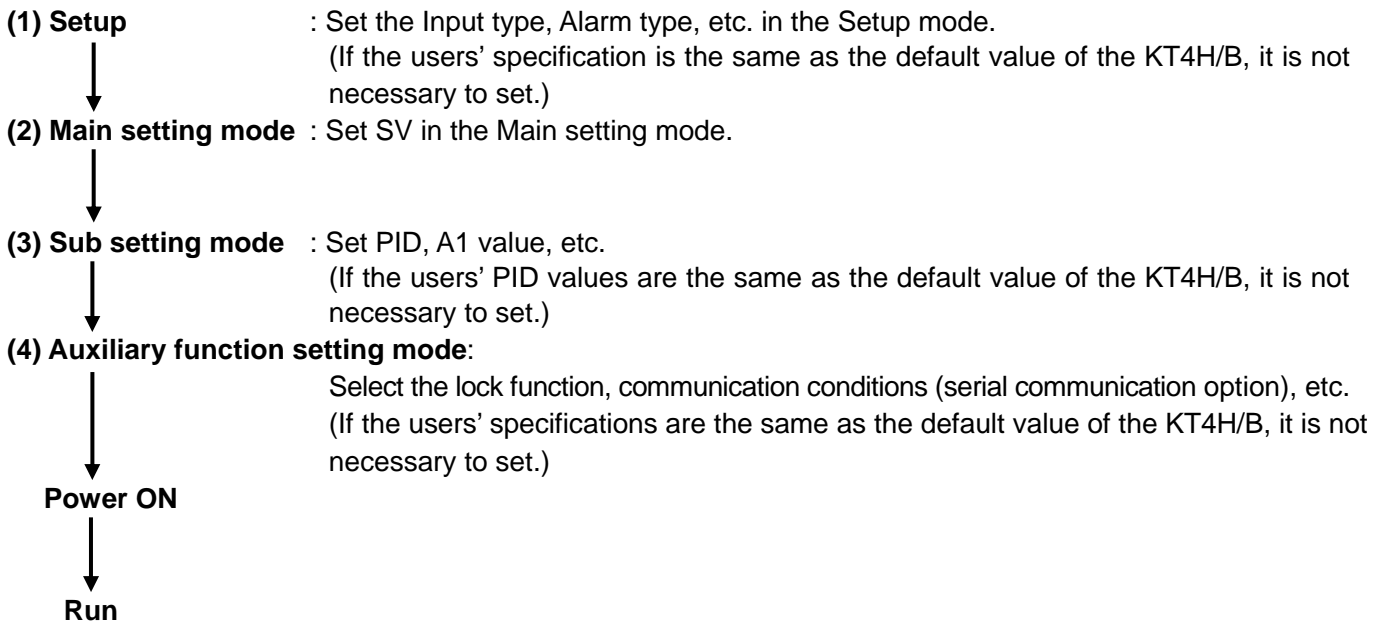 (1) Setup : Set the Input type, Alarm type, etc. in the Setup mode.
(If the users’ specification is the same as the default value of the KT4H/B, it is not
necessary to set.)
(2) Main setting mode : Set SV in the Main setting mode.
(3) Sub setting mode : Set PID, A1 value, etc.
(If the users’ PID values are the same as the default value of the KT4H/B, it is not
necessary to set.)
(4) Auxiliary function setting mode:
Select the lock function, communication conditions (serial communication option), etc.
(If the users’ specifications are the same as the default value of the KT4H/B, it is not
necessary to set.)
Power ON
Run